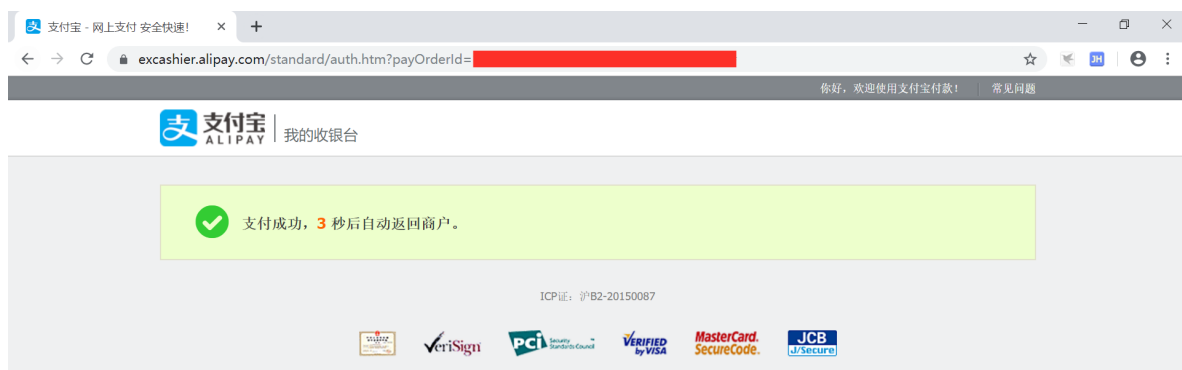 支付宝 - 网上支付 安全快速!
excashier.alipay.com/standard/auth.htm?payOrderId=
JH
你好，欢迎使用支付宝付款！ 常见问题
支 支付宝 ALIPAY 我的收银台
支付成功，3 秒后自动返回商户。
ICP证：沪B2-20150087
VeriSign
PCI Security Standards Council
VERIFIED by VISA
MasterCard. SecureCode.
JCB J/Secure